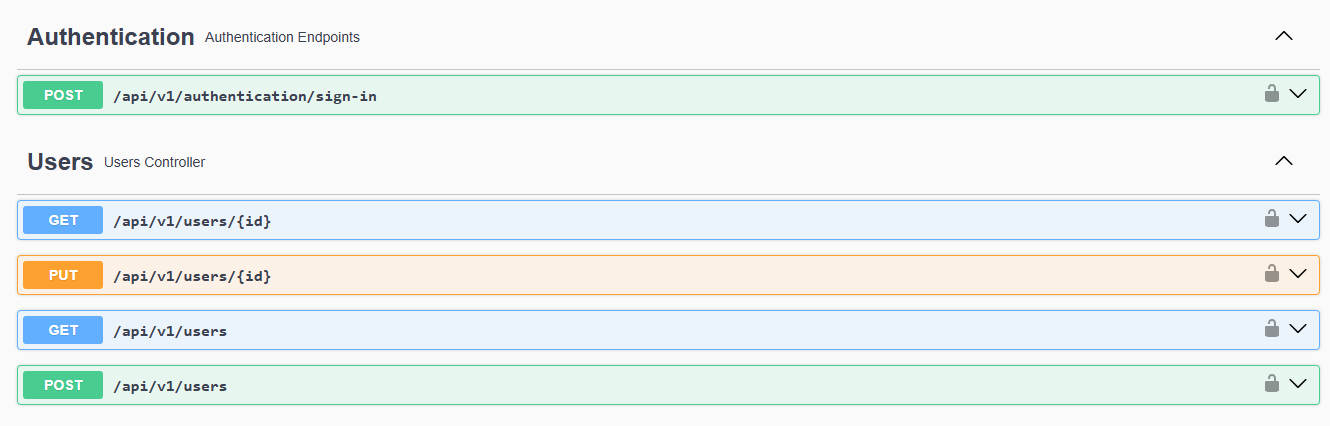 Authentication Authentication Endpoints
POST /api/v1/authentication/sign-in
Users Users Controller
GET /api/v1/users/{id}
PUT /api/v1/users/{id}
GET /api/v1/users
POST /api/v1/users